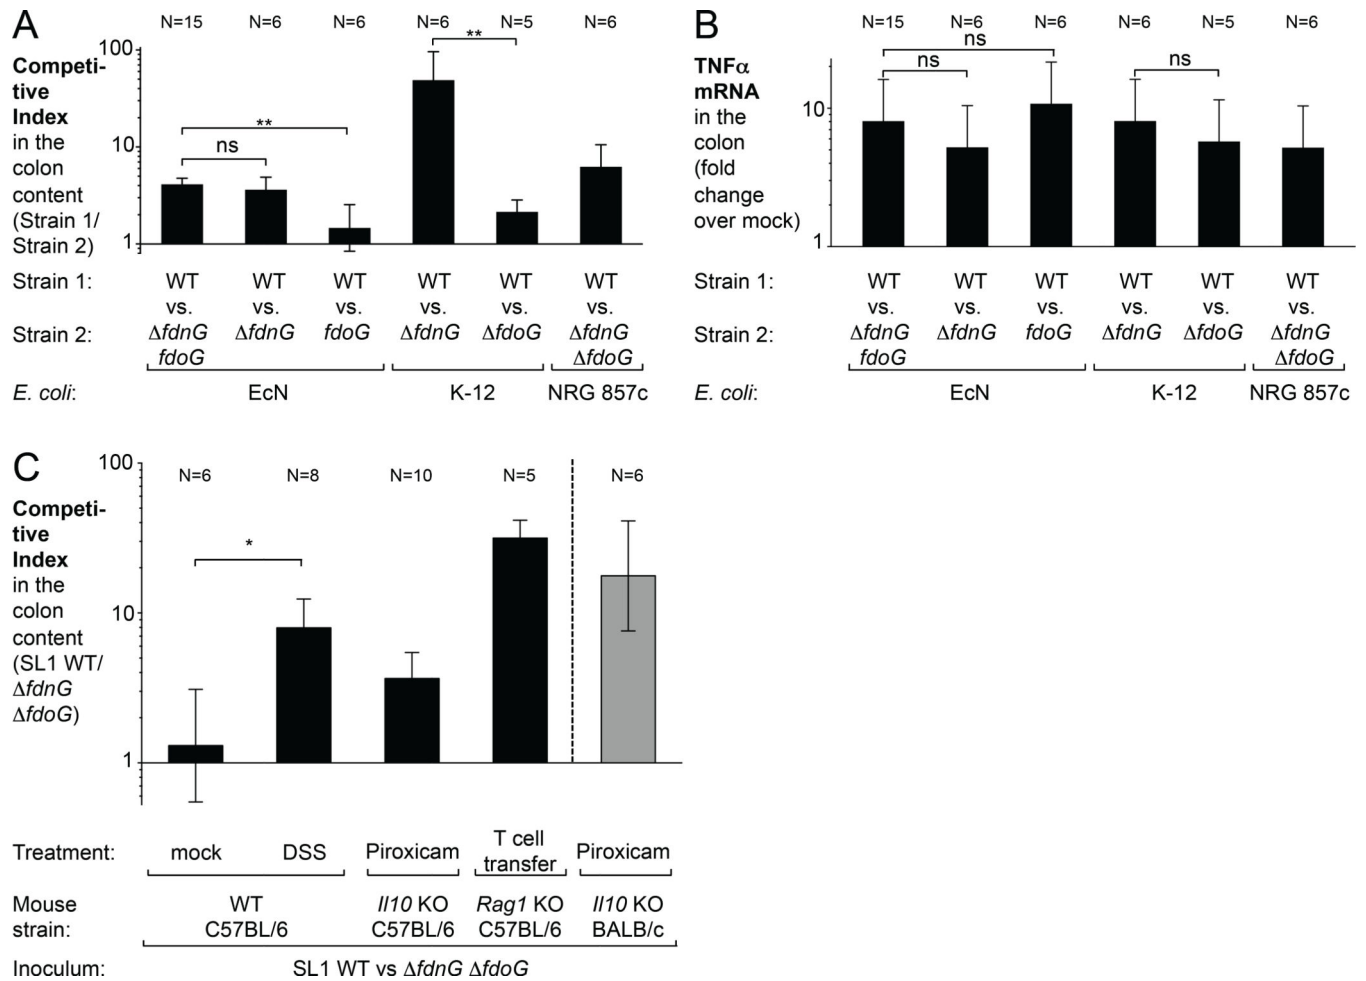 A
N=15 N=6 N=6 N=6 N=5 N=6
Competi-
tive
Index
in the
colon
content
(Strain 1/
Strain 2)
100
10
1
** ns **
Strain 1: WT WT WT WT WT WT
vs. vs. vs. vs. vs. vs.
Strain 2: ΔfdnG ΔfdnG fdoG ΔfdnG ΔfdoG ΔfdnG
fdoG ΔfdoG
E. coli: EcN K-12 NRG 857c
B
N=15 N=6 N=6 N=6 N=5 N=6
TNFα
mRNA
in the
colon
(fold
change
over mock)
10
1
ns
ns ns
Strain 1: WT WT WT WT WT WT
vs. vs. vs. vs. vs. vs.
Strain 2: ΔfdnG ΔfdnG fdoG ΔfdnG ΔfdoG ΔfdnG
fdoG ΔfdoG
E. coli: EcN K-12 NRG 857c
C
N=6 N=8 N=10 N=5 N=6
Competi-
tive
Index
in the
colon
content
(SL1 WT/
ΔfdnG
ΔfdoG)
100
10
1
*
Treatment: mock DSS Piroxicam T cell transfer Piroxicam
Mouse WT Il10 KO Rag1 KO Il10 KO
strain: C57BL/6 C57BL/6 C57BL/6 BALB/c
Inoculum: SL1 WT vs ΔfdnG ΔfdoG